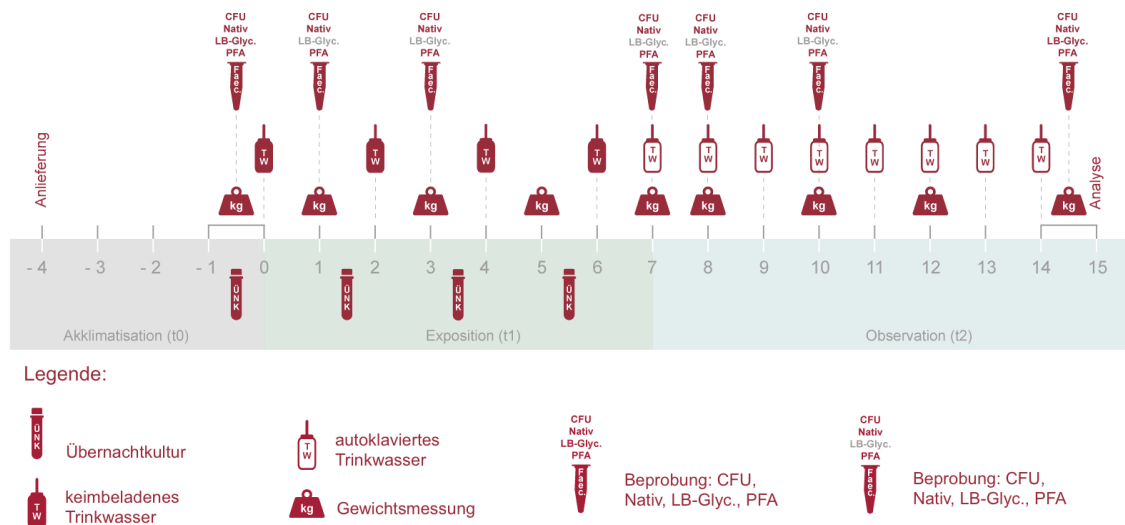 CFU
Nativ
LB-Glyc.
PFA
Faec.
CFU
Nativ
LB-Glyc.
PFA
Faec.
CFU
Nativ
LB-Glyc.
PFA
Faec.
CFU
Nativ
LB-Glyc.
PFA
Faec.
CFU
Nativ
LB-Glyc.
PFA
Faec.
CFU
Nativ
LB-Glyc.
PFA
Faec.
CFU
Nativ
LB-Glyc.
PFA
Faec.
Anlieferung
TW
TW
TW
TW
TW
TW
TW
TW
TW
TW
TW
TW
Analyse
kg
kg
kg
kg
kg
kg
kg
kg
kg
- 4 - 3 - 2 - 1 0 1 2 3 4 5 6 7 8 9 10 11 12 13 14 15
ÜNK
ÜNK
ÜNK
ÜNK
Akklimatisation (t0)
Exposition (t1)
Observation (t2)
Legende:
ÜNK
Übernachtkultur
TW
keimbeladenes
Trinkwasser
TW
autoklaviertes
Trinkwasser
kg
Gewichtsmessung
CFU
Nativ
LB-Glyc.
PFA
Faec.
Beprobung: CFU,
Nativ, LB-Glyc., PFA
CFU
Nativ
LB-Glyc.
PFA
Faec.
Beprobung: CFU,
Nativ, LB-Glyc., PFA